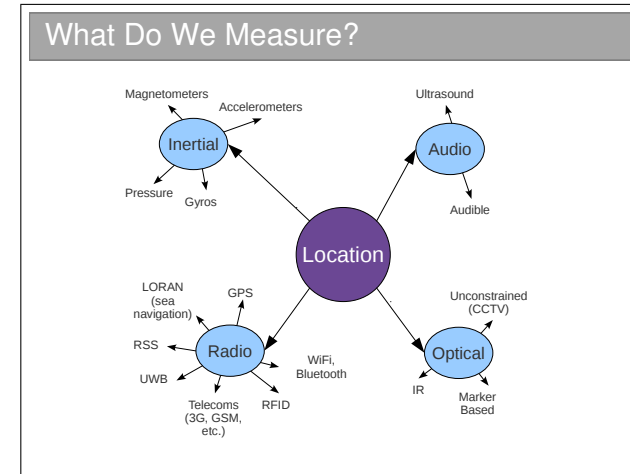 What Do We Measure?
Magnetometers
Accelerometers
Inertial
Pressure
Gyros
Ultrasound
Audio
Audible
Location
LORAN
(sea
navigation)
GPS
RSS
Radio
WiFi,
Bluetooth
UWB
Telecoms
(3G, GSM,
etc.)
RFID
Unconstrained
(CCTV)
Optical
IR
Marker
Based